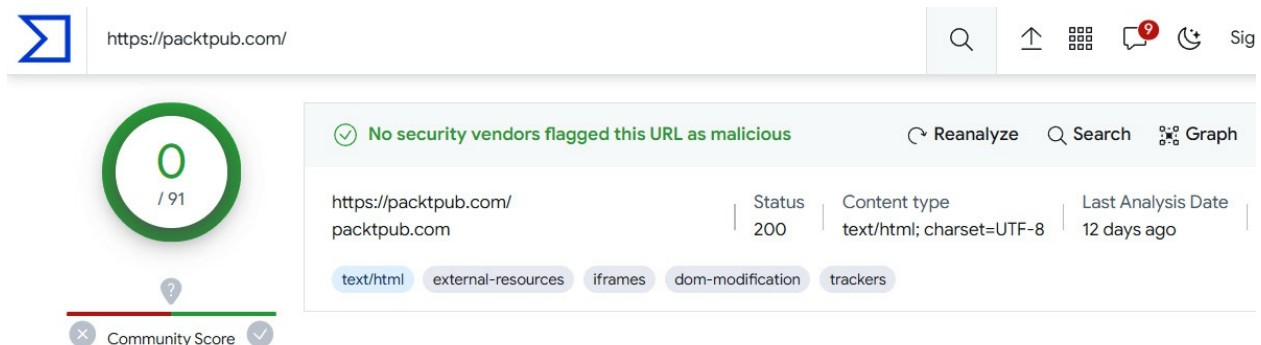 https://packtpub.com/
9
Sig
0
/ 91
No security vendors flagged this URL as malicious
Reanalyze
Search
Graph
https://packtpub.com/
packtpub.com
Status
200
Content type
text/html; charset=UTF-8
Last Analysis Date
12 days ago
text/html
external-resources
iframes
dom-modification
trackers
?
Community Score